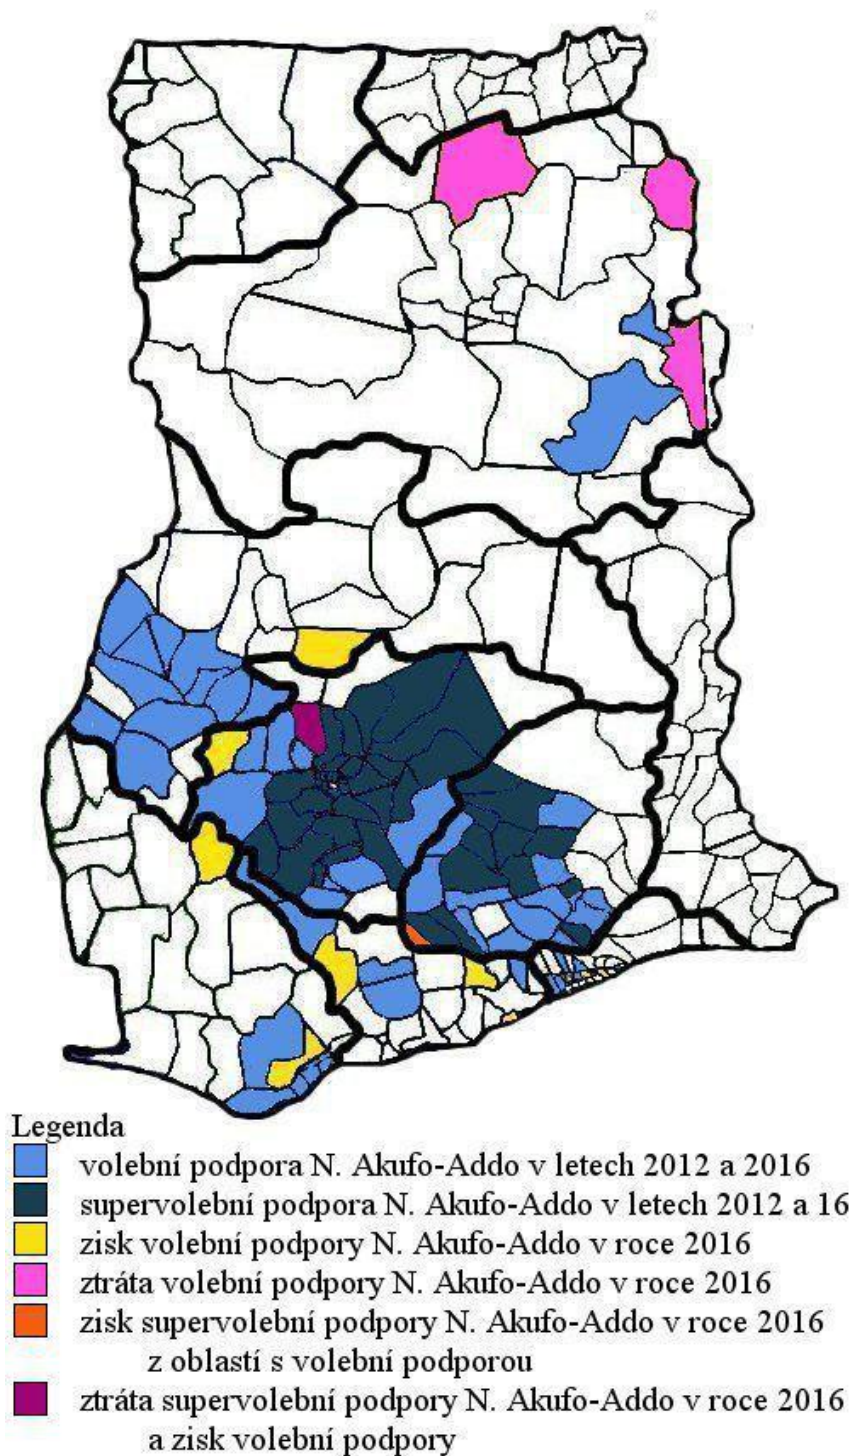 Legenda
volební podpora N. Akufo-Addo v letech 2012 a 2016
supervolební podpora N. Akufo-Addo v letech 2012 a 16
zisk volební podpory N. Akufo-Addo v roce 2016
ztráta volební podpory N. Akufo-Addo v roce 2016
zisk supervolební podpory N. Akufo-Addo v roce 2016
z oblastí s volební podporou
ztráta supervolební podpory N. Akufo-Addo v roce 2016
a zisk volební podpory